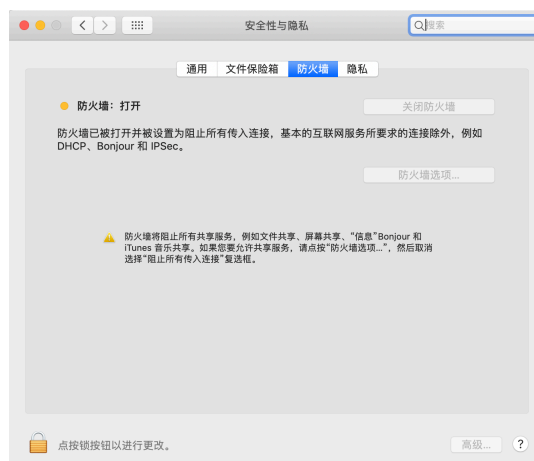 安全性与隐私
搜索
通用 文件保险箱 防火墙 隐私
防火墙：打开
关闭防火墙
防火墙已被打开并被设置为阻止所有传入连接，基本的互联网服务所要求的连接除外，例如
DHCP、Bonjour 和 IPSec。
防火墙选项...
防火墙将阻止所有共享服务，例如文件共享、屏幕共享、“信息”Bonjour 和
iTunes 音乐共享。如果您要允许共享服务，请点按“防火墙选项...”，然后取消
选择“阻止所有传入连接”复选框。
点按锁按钮以进行更改。
高级... ?